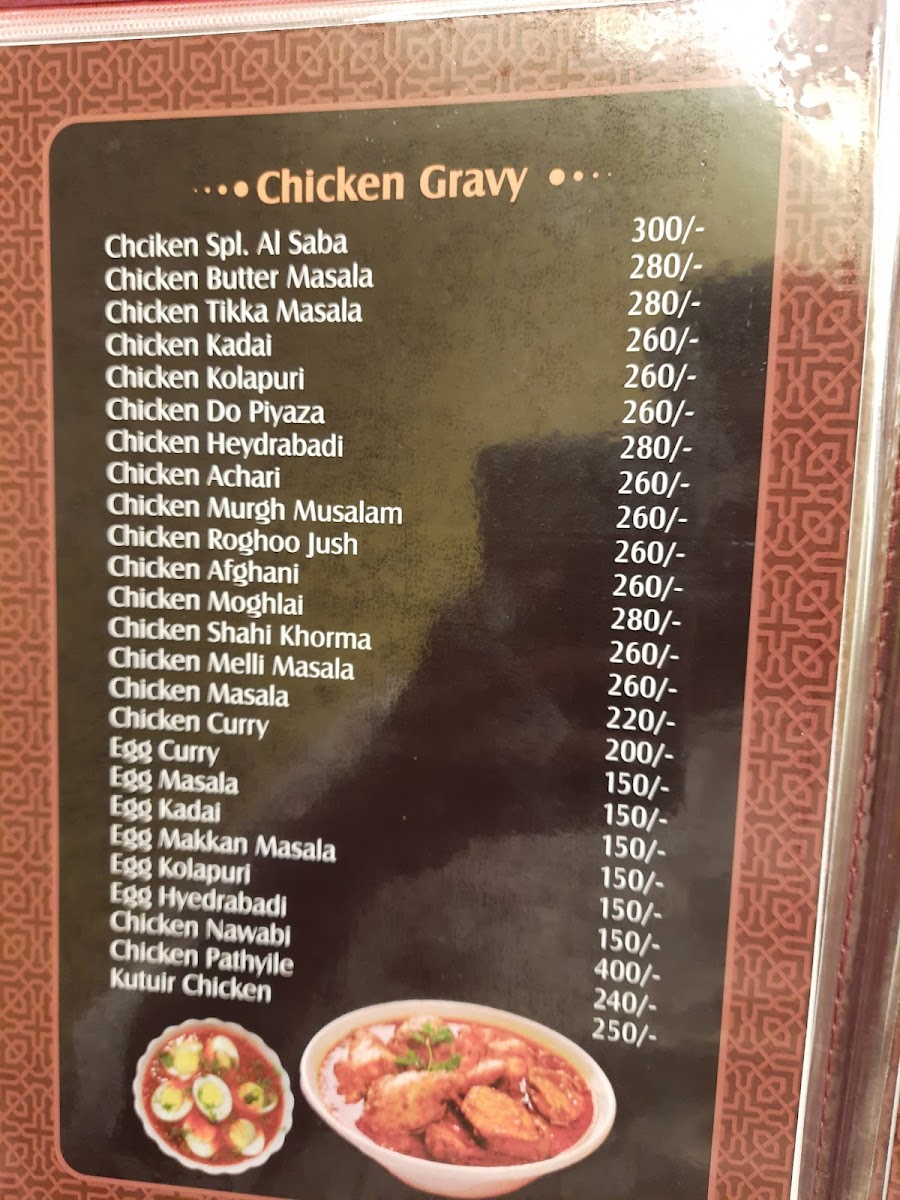 Chicken Gravy
Chciken Spl. Al Saba 300/-
Chicken Butter Masala 280/-
Chicken Tikka Masala 280/-
Chicken Kadai 260/-
Chicken Kolapuri 260/-
Chicken Do Piyaza 260/-
Chicken Heydrabadi 280/-
Chicken Achari 260/-
Chicken Murgh Musalam 260/-
Chicken Roghoo Jush 260/-
Chicken Afghani 260/-
Chicken Moghlai 280/-
Chicken Shahi Khorma 260/-
Chicken Melli Masala 260/-
Chicken Masala 220/-
Chicken Curry 200/-
Egg Curry 150/-
Egg Masala 150/-
Egg Kadai 150/-
Egg Makkan Masala 150/-
Egg Kolapuri 150/-
Egg Hyedrabadi 150/-
Chicken Nawabi 400/-
Chicken Pathyile 240/-
Kutuir Chicken 250/-